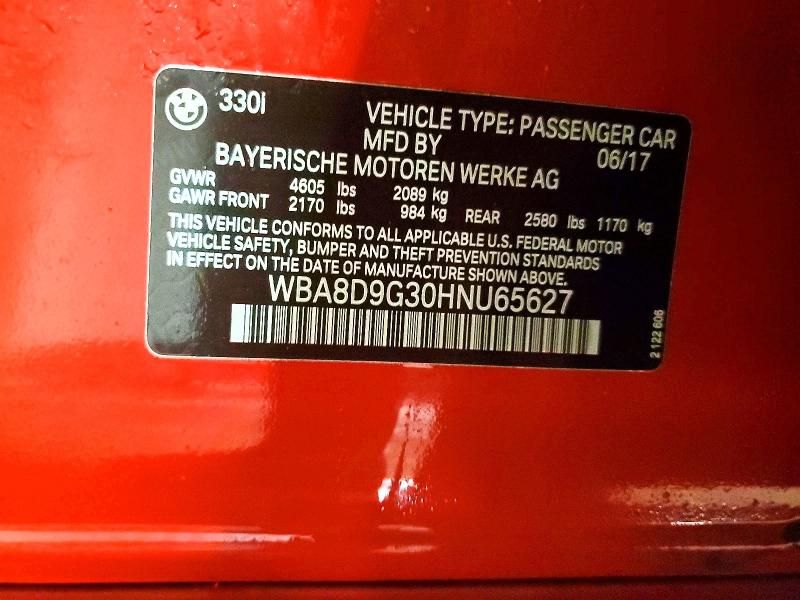 330i
VEHICLE TYPE: PASSENGER CAR
MFD BY 06/17
BAYERISCHE MOTOREN WERKE AG
GVWR 4605 lbs 2089 kg
GAWR FRONT 2170 lbs 984 kg REAR 2580 lbs 1170 kg
THIS VEHICLE CONFORMS TO ALL APPLICABLE U.S. FEDERAL MOTOR
VEHICLE SAFETY, BUMPER AND THEFT PREVENTION STANDARDS
IN EFFECT ON THE DATE OF MANUFACTURE SHOWN ABOVE.
WBA8D9G30HNU65627
2 122 606